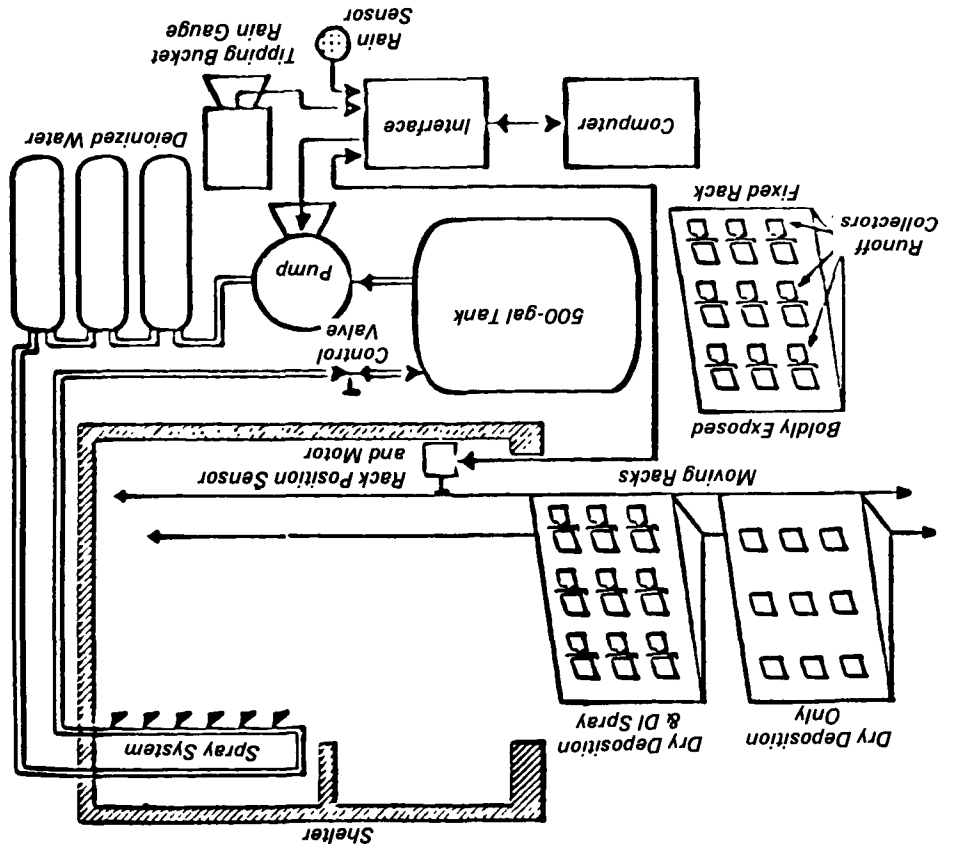 Shelter
Dry Deposition
Only
Dry Deposition
& DI Spray
Spray System
Moving Racks
Rack Position Sensor
and Motor
Boldly Exposed
Control
Valve
500-gal Tank
Pump
Runoff
Collectors
Fixed Rack
Computer
Interface
Deionized Water
Rain
Sensor
Tipping Bucket
Rain Gauge